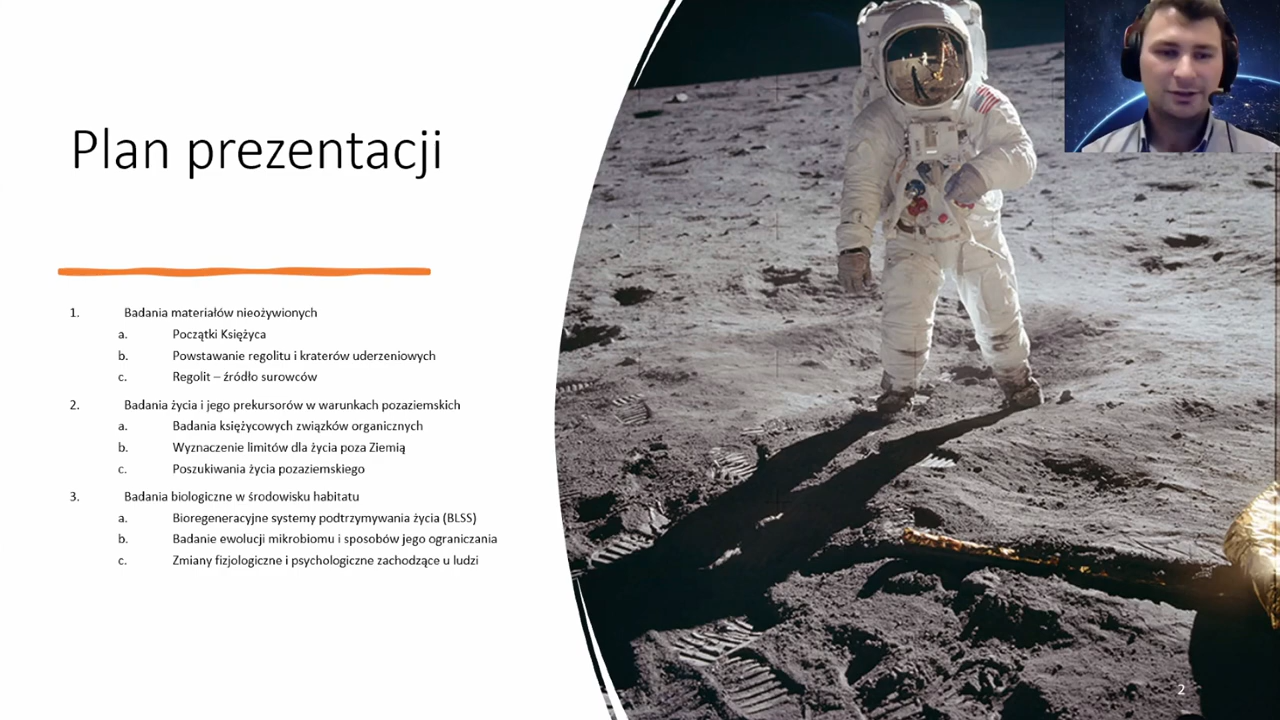 Plan prezentacji
1. Badania materiałów nieożywionych
a. Początki Księżyca
b. Powstawanie regolitu i kraterów uderzeniowych
c. Regolit – źródło surowców
2. Badania życia i jego prekursorów w warunkach pozaziemskich
a. Badania księżycowych związków organicznych
b. Wyznaczenie limitów dla życia poza Ziemią
c. Poszukiwania życia pozaziemskiego
3. Badania biologiczne w środowisku habitatu
a. Bioregeneracyjne systemy podtrzymywania życia (BLSS)
b. Badanie ewolucji mikrobiomu i sposobów jego ograniczania
c. Zmiany fizjologiczne i psychologiczne zachodzące u ludzi
2